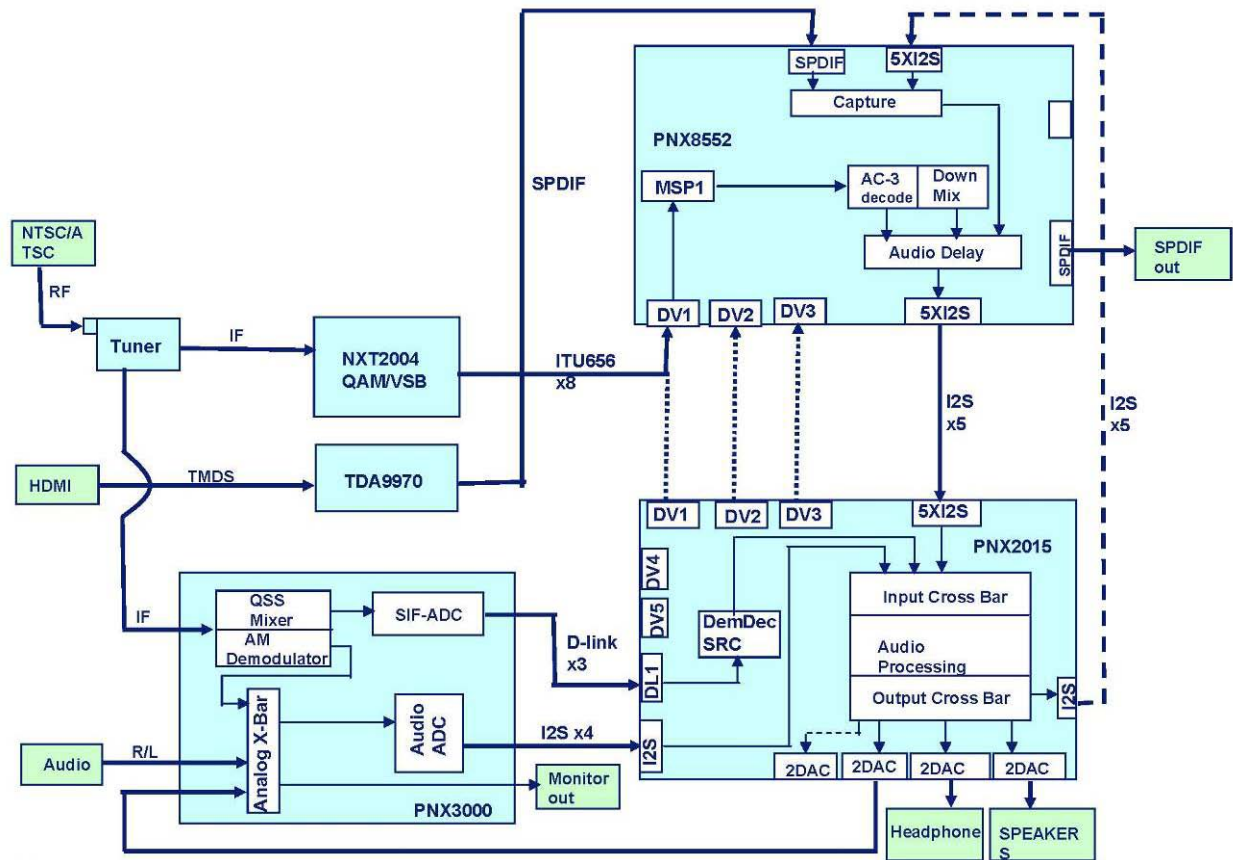 SPDIF
5XI2S
Capture
PNX8552
SPDIF
MSP1
AC-3
decode
Down
Mix
NTSC/A
TSC
Audio Delay
SPDIF
SPDIF
out
RF
DV1
DV2
DV3
5XI2S
Tuner
IF
NXT2004
QAM/VSB
ITU656
x8
I2S
x5
I2S
x5
HDMI
TMDS
TDA9970
DV1
DV2
DV3
5XI2S
PNX2015
DV4
DV5
QSS
Mixer
SIF-ADC
Input Cross Bar
IF
AM
Demodulator
D-link
x3
DemDec
SRC
Audio
Processing
DL1
Output Cross Bar
I2S
Analog X-Bar
Audio
ADC
I2S x4
I2S
Audio
R/L
2DAC
2DAC
2DAC
2DAC
Monitor
out
PNX3000
Headphone
SPEAKER
S